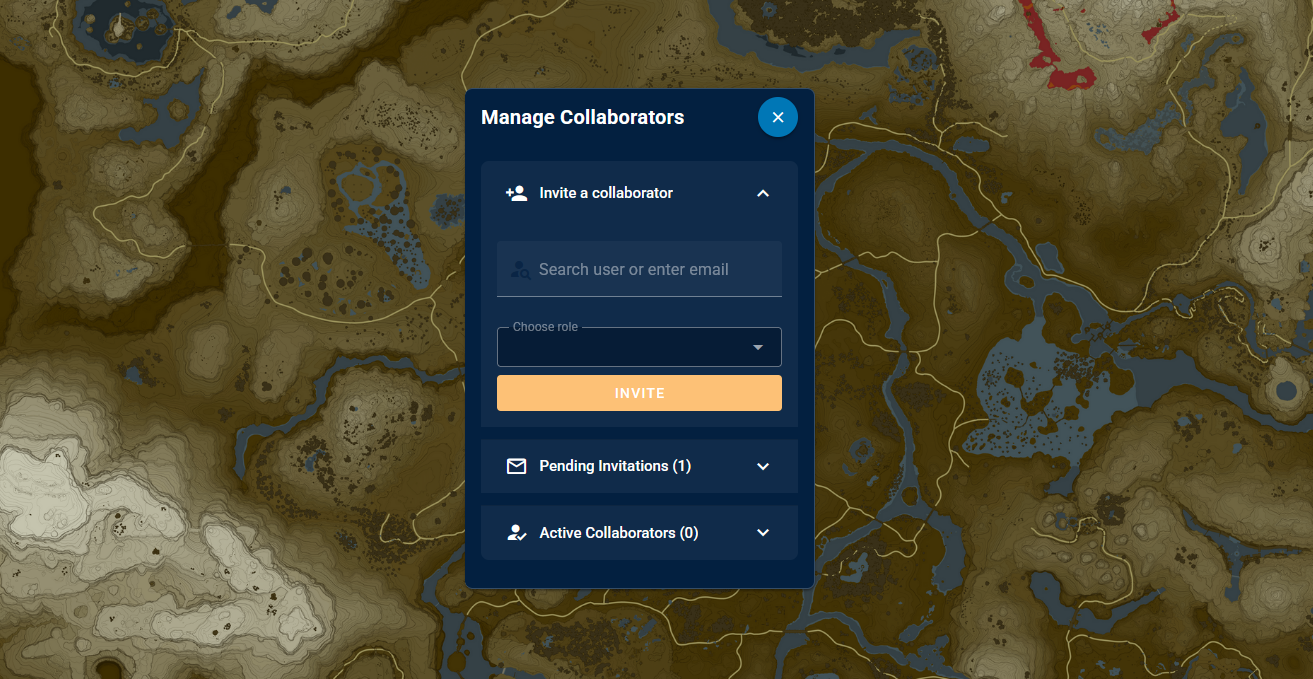 Manage Collaborators
Invite a collaborator
Search user or enter email
Choose role
INVITE
Pending Invitations (1)
Active Collaborators (0)